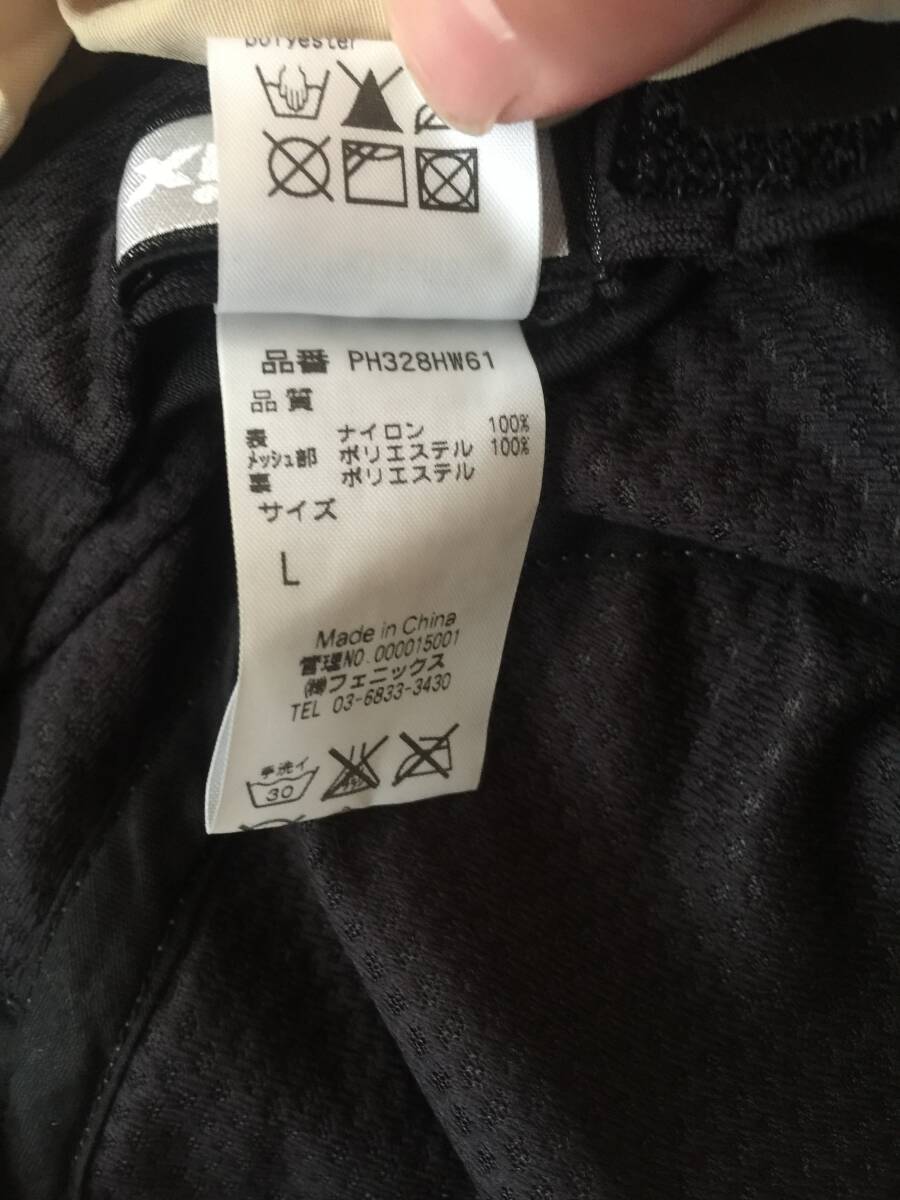 polyester
品番 PH328HW61
品質
表 ナイロン 100%
メッシュ部 ポリエステル 100%
裏 ポリエステル
サイズ
L
Made in China
管理NO.000015001
㈱フェニックス
TEL 03-6833-3430
手洗イ
30